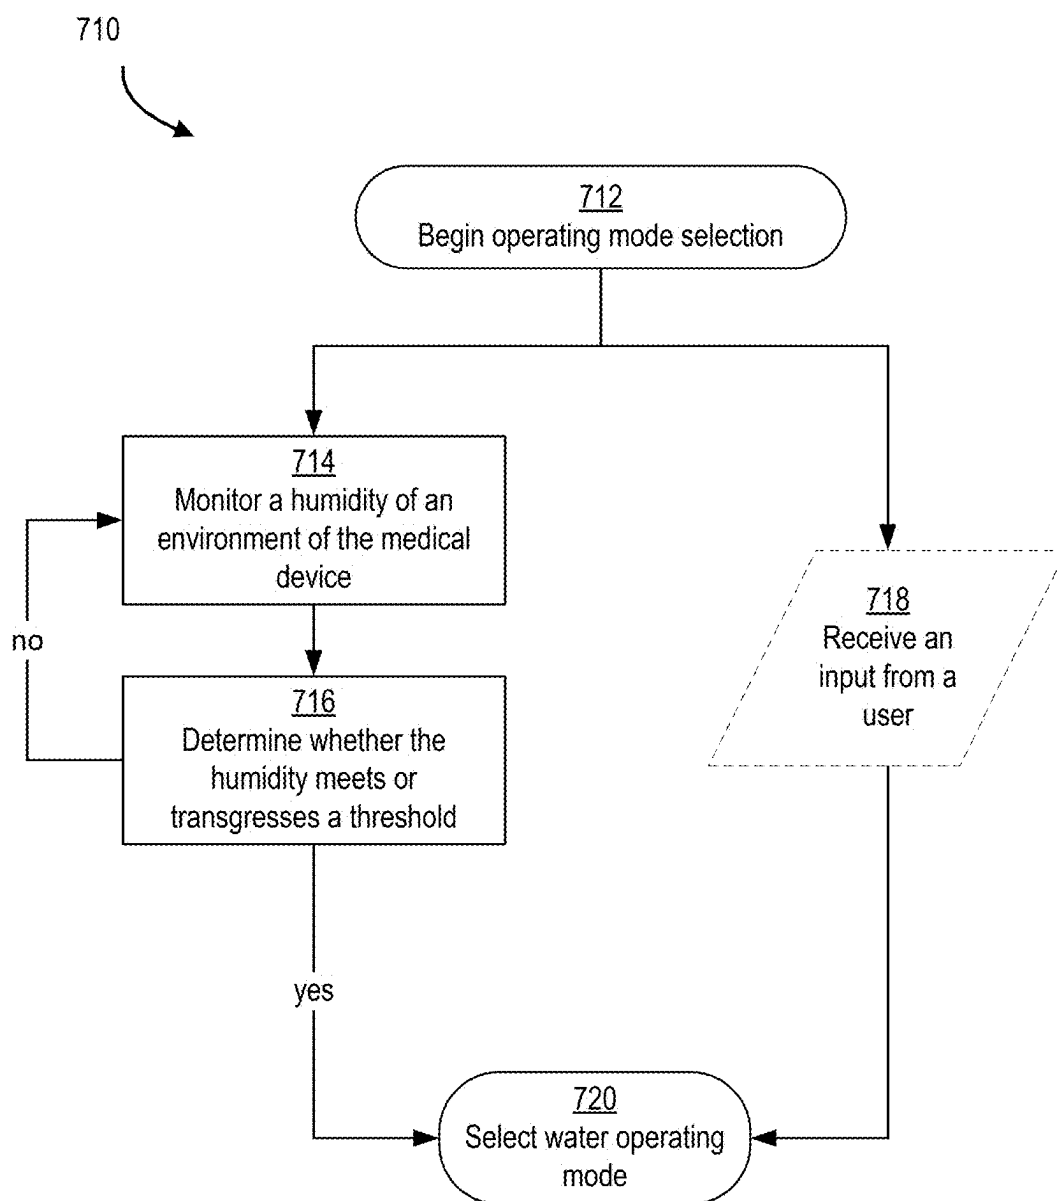 710
712
Begin operating mode selection
714
Monitor a humidity of an
environment of the medical
device
no
716
Determine whether the
humidity meets or
transgresses a threshold
718
Receive an
input from a
user
yes
720
Select water operating
mode